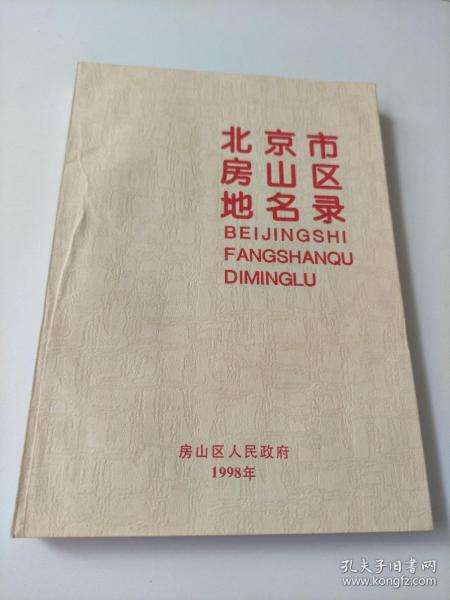 北京市
房山区
地名录
BEIJINGSHI
FANGSHANQU
DIMINGLU
房山区人民政府
1998年
孔夫子旧书网
www.kongfz.com